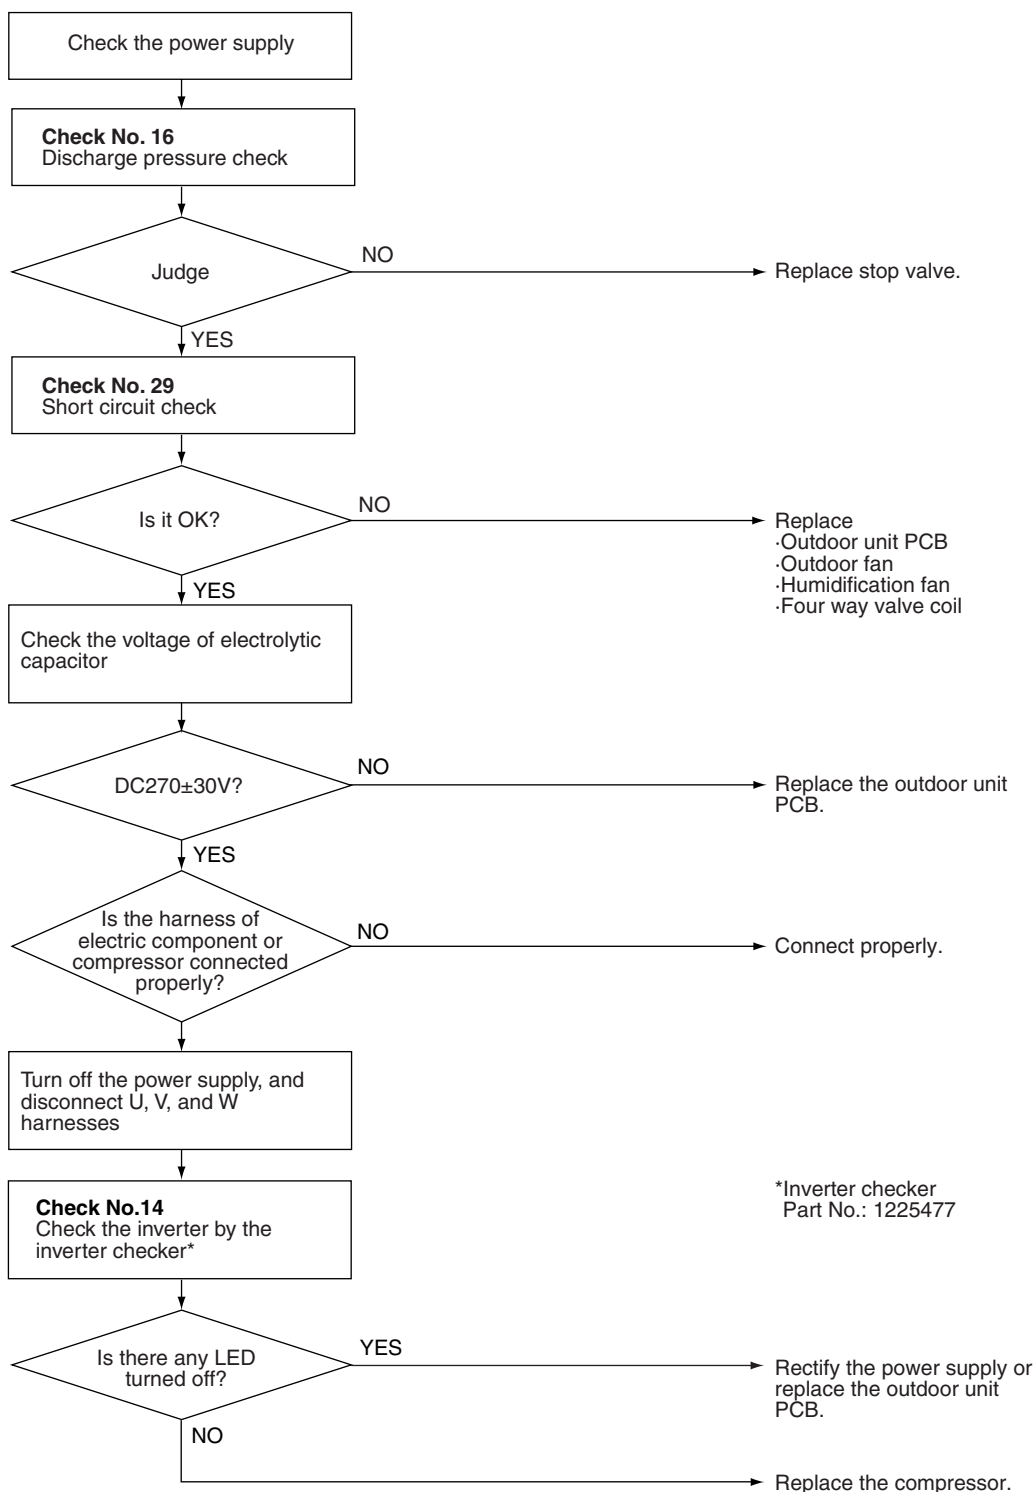 Check the power supply
Check No. 16
Discharge pressure check
Judge
NO
Replace stop valve.
YES
Check No. 29
Short circuit check
Is it OK?
NO
Replace
·Outdoor unit PCB
·Outdoor fan
·Humidification fan
·Four way valve coil
YES
Check the voltage of electrolytic
capacitor
DC270±30V?
NO
Replace the outdoor unit
PCB.
YES
Is the harness of
electric component or
compressor connected
properly?
NO
Connect properly.
Turn off the power supply, and
disconnect U, V, and W
harnesses
Check No.14
Check the inverter by the
inverter checker*
*Inverter checker
Part No.: 1225477
Is there any LED
turned off?
YES
Rectify the power supply or
replace the outdoor unit
PCB.
NO
Replace the compressor.